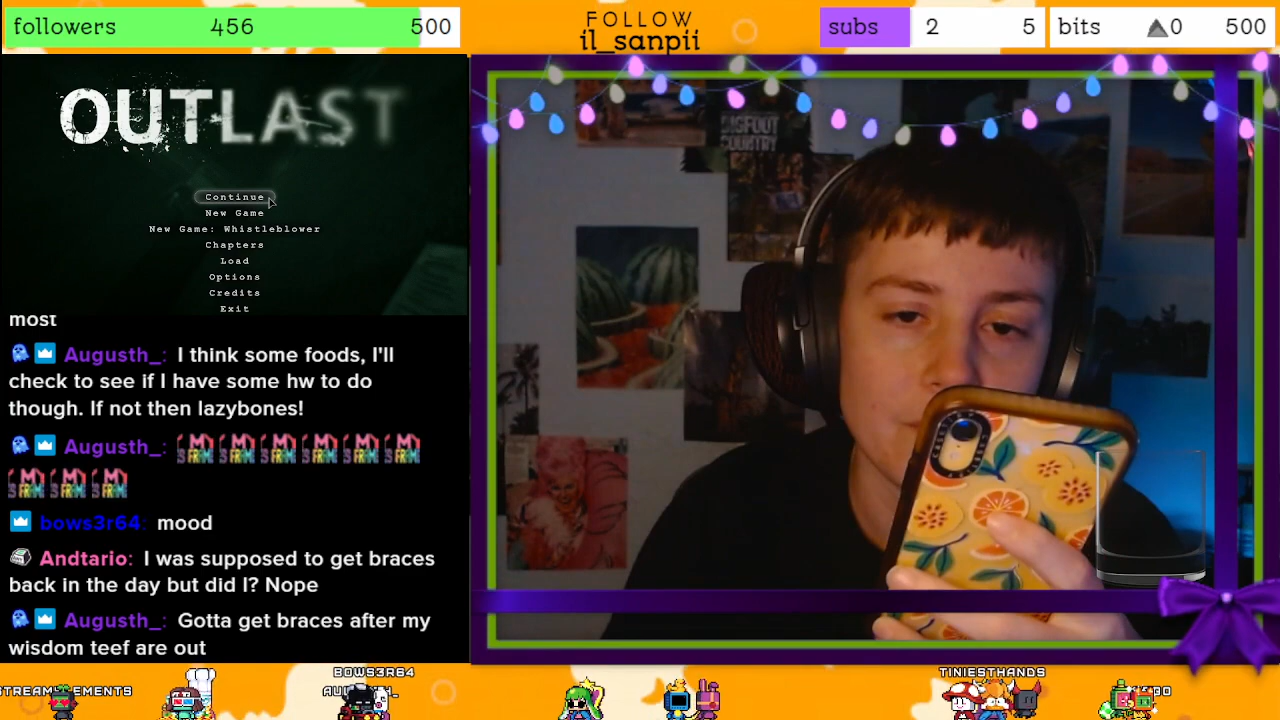 followers 456 500
FOLLOW
il_sanpii
subs 2 5
bits 0 500
OUTLAST
Continue
New Game
New Game: Whistleblower
Chapters
Load
Options
Credits
Exit
BIGFOOT
COUNTRY
most
Augusth_: I think some foods, I'll
check to see if I have some hw to do
though. If not then lazybones!
Augusth_:
bows3r64: mood
Andtario: I was supposed to get braces
back in the day but did I? Nope
Augusth_: Gotta get braces after my
wisdom teef are out
BOWS3R64
TINIESTHANDS